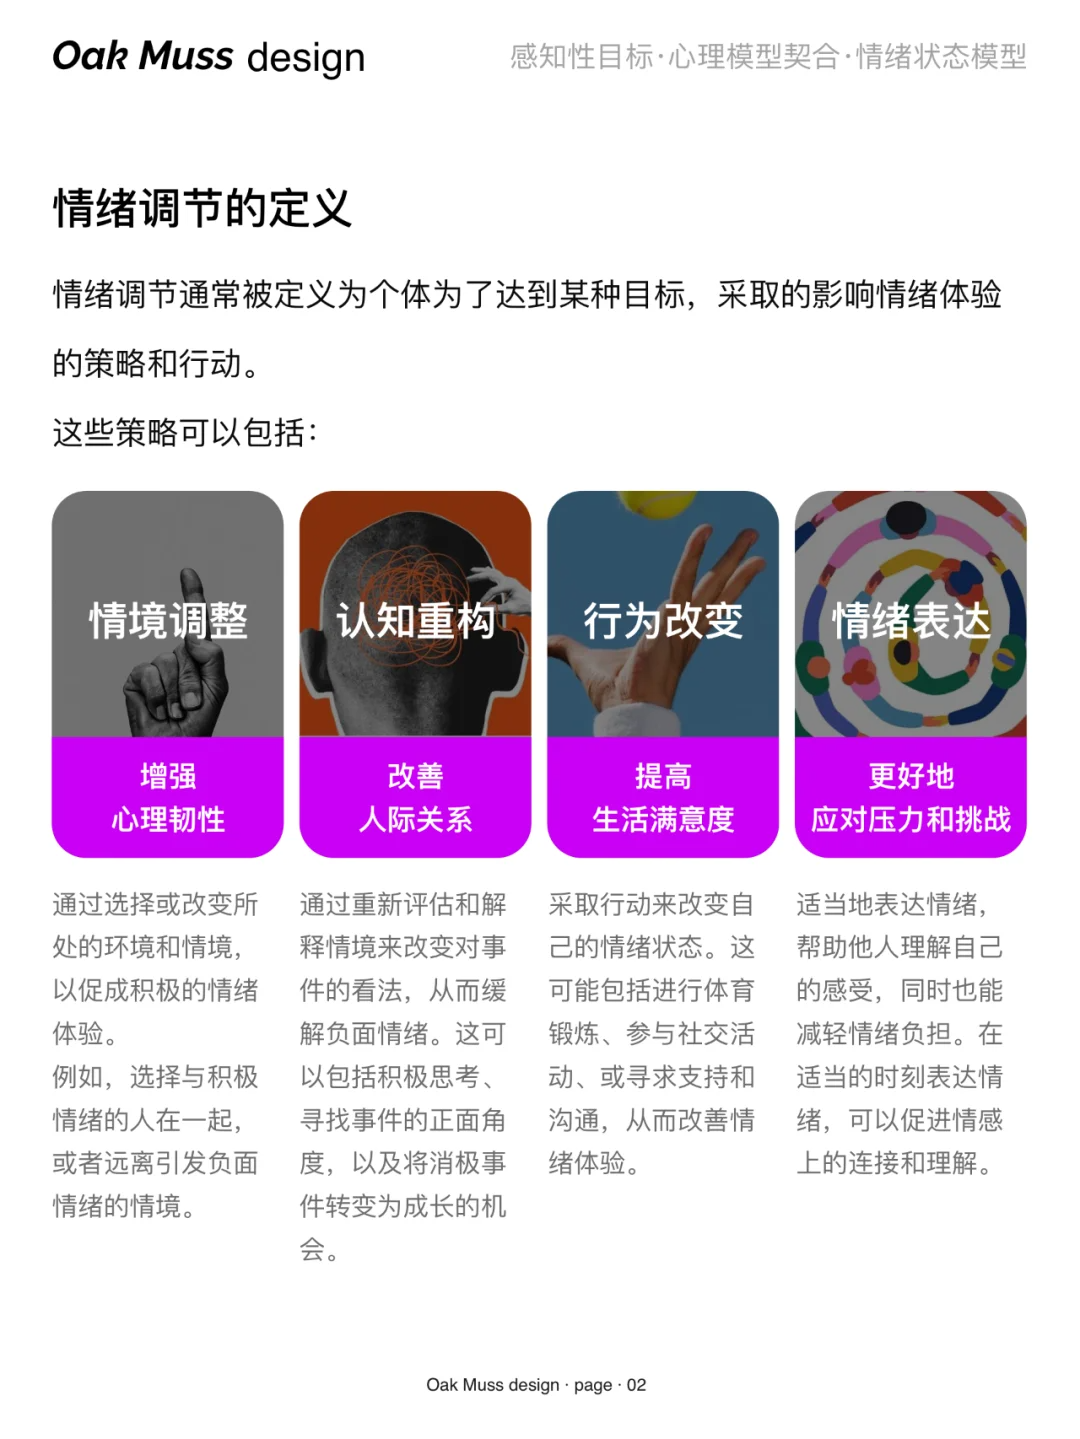 Oak Muss design
感知性目标·心理模型契合·情绪状态模型
情绪调节的定义
情绪调节通常被定义为个体为了达到某种目标，采取的影响情绪体验
的策略和行动。
这些策略可以包括：
情境调整
增强
心理韧性
通过选择或改变所
处的环境和情境，
以促成积极的情绪
体验。
例如，选择与积极
情绪的人在一起，
或者远离引发负面
情绪的情境。
认知重构
改善
人际关系
通过重新评估和解
释情境来改变对事
件的看法，从而缓
解负面情绪。这可
以包括积极思考、
寻找事件的正面角
度，以及将消极事
件转变为成长的机
会。
行为改变
提高
生活满意度
采取行动来改变自
己的情绪状态。这
可能包括进行体育
锻炼、参与社交活
动、或寻求支持和
沟通，从而改善情
绪体验。
情绪表达
更好地
应对压力和挑战
适当地表达情绪，
帮助他人理解自己
的感受，同时也能
减轻情绪负担。在
适当的时刻表达情
绪，可以促进情感
上的连接和理解。
Oak Muss design · page · 02